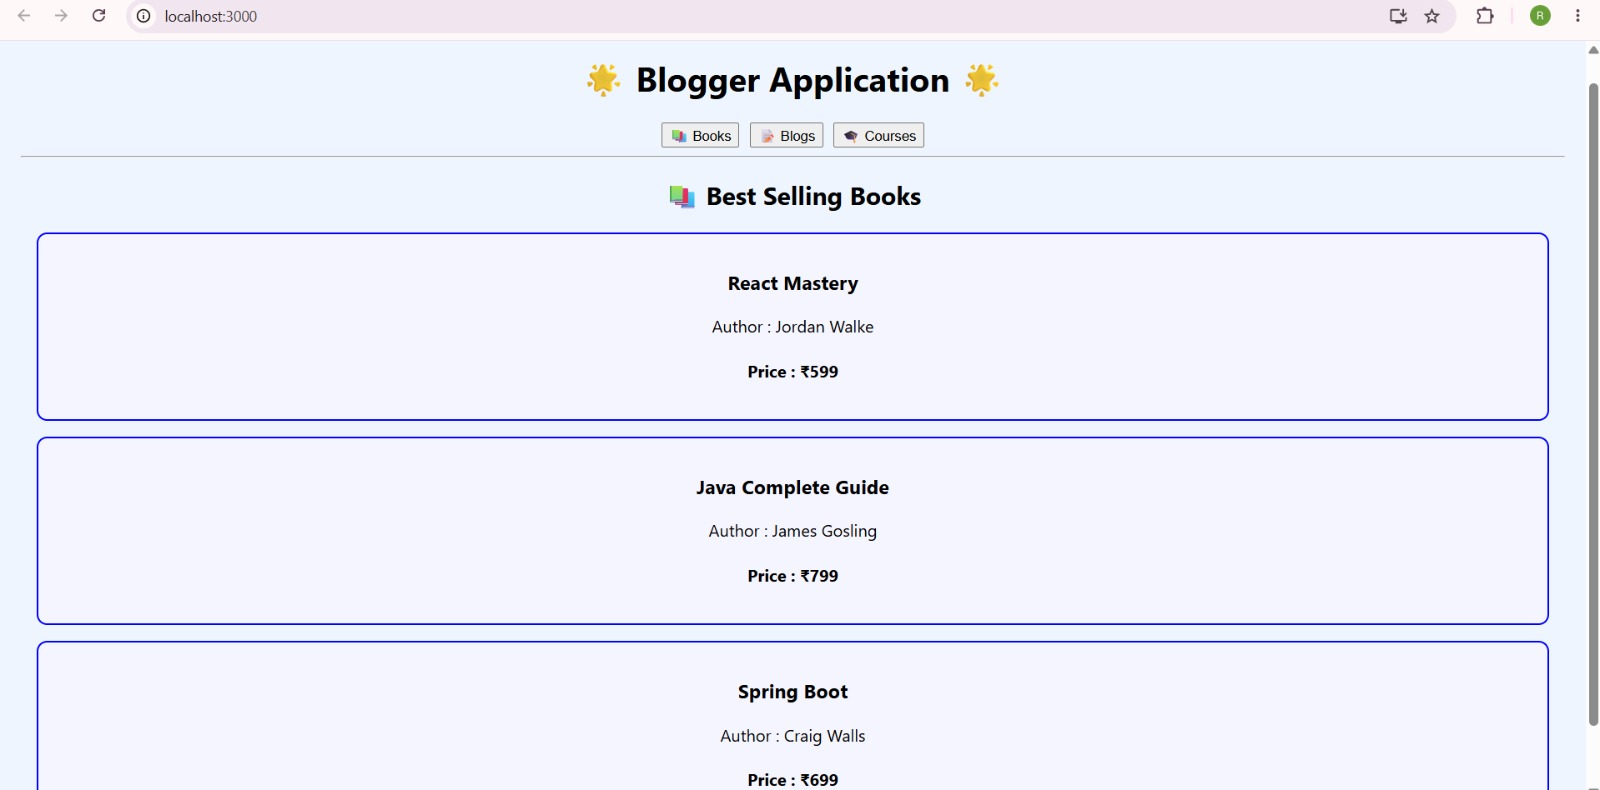 localhost:3000
R
🌟 Blogger Application 🌟
📚 Books 📝 Blogs 🎓 Courses
📚 Best Selling Books
React Mastery
Author : Jordan Walke
Price : ₹599
Java Complete Guide
Author : James Gosling
Price : ₹799
Spring Boot
Author : Craig Walls
Price : ₹699